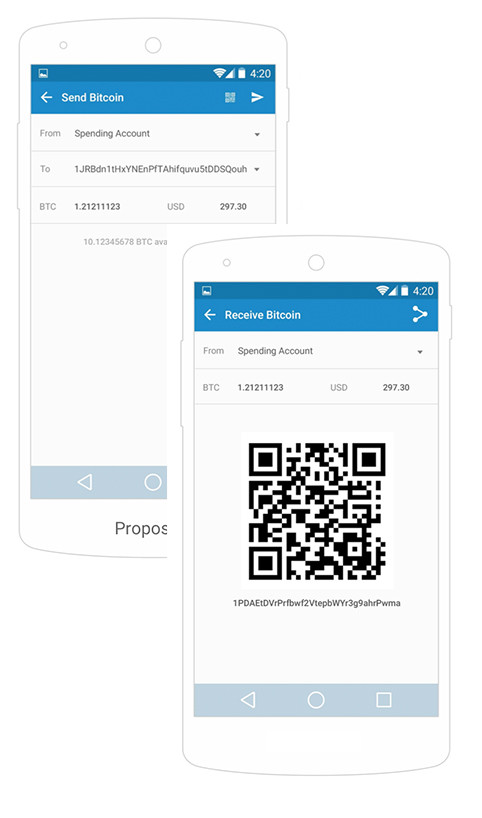 4:20
Send Bitcoin
From Spending Account
To 1JRBdn1tHxYNEnPfTAhifquvu5tDDSQouh
BTC 1.21211123 USD 297.30
10.12345678 BTC ava
Propos
4:20
Receive Bitcoin
From Spending Account
BTC 1.21211123 USD 297.30
1PDAEtDVrPrfbwf2VtepbWYr3g9ahrPwma